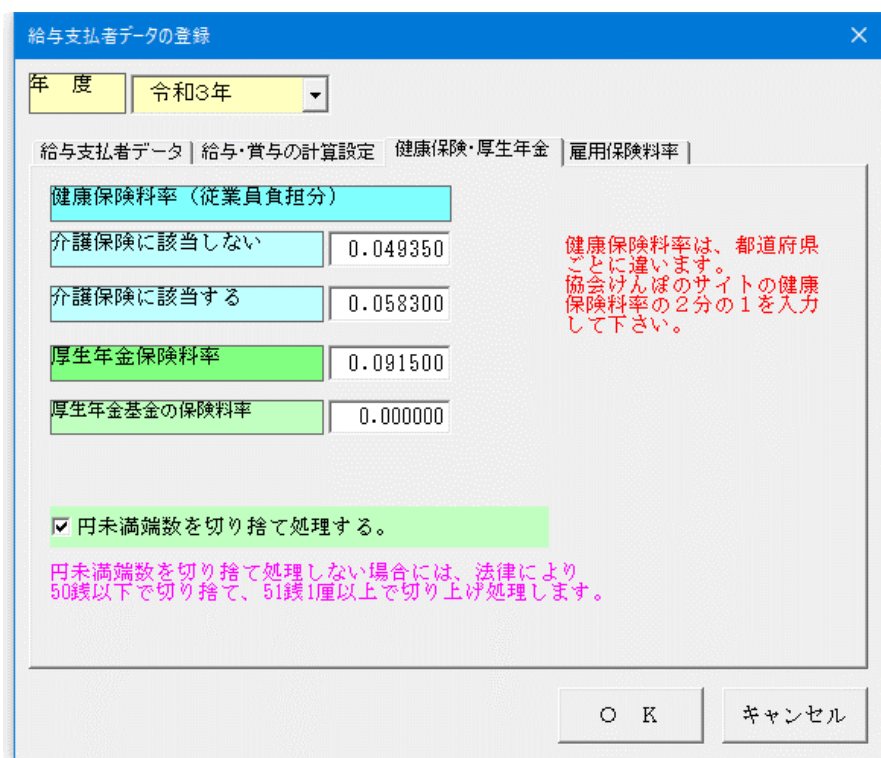 給与支払者データの登録
年 度
令和3年
給与支払者データ
給与・賞与の計算設定
健康保険・厚生年金
雇用保険料率
健康保険料率（従業員負担分）
介護保険に該当しない
0.049350
介護保険に該当する
0.058300
厚生年金保険料率
0.091500
厚生年金基金の保険料率
0.000000
健康保険料率は、都道府県
ごとに違います。
協会けんぽのサイトの健康
保険料率の２分の１を入力
して下さい。
円未満端数を切り捨て処理する。
円未満端数を切り捨て処理しない場合には、法律により
50銭以下で切り捨て、51銭1厘以上で切り上げ処理します。
Ｏ Ｋ
キャンセル